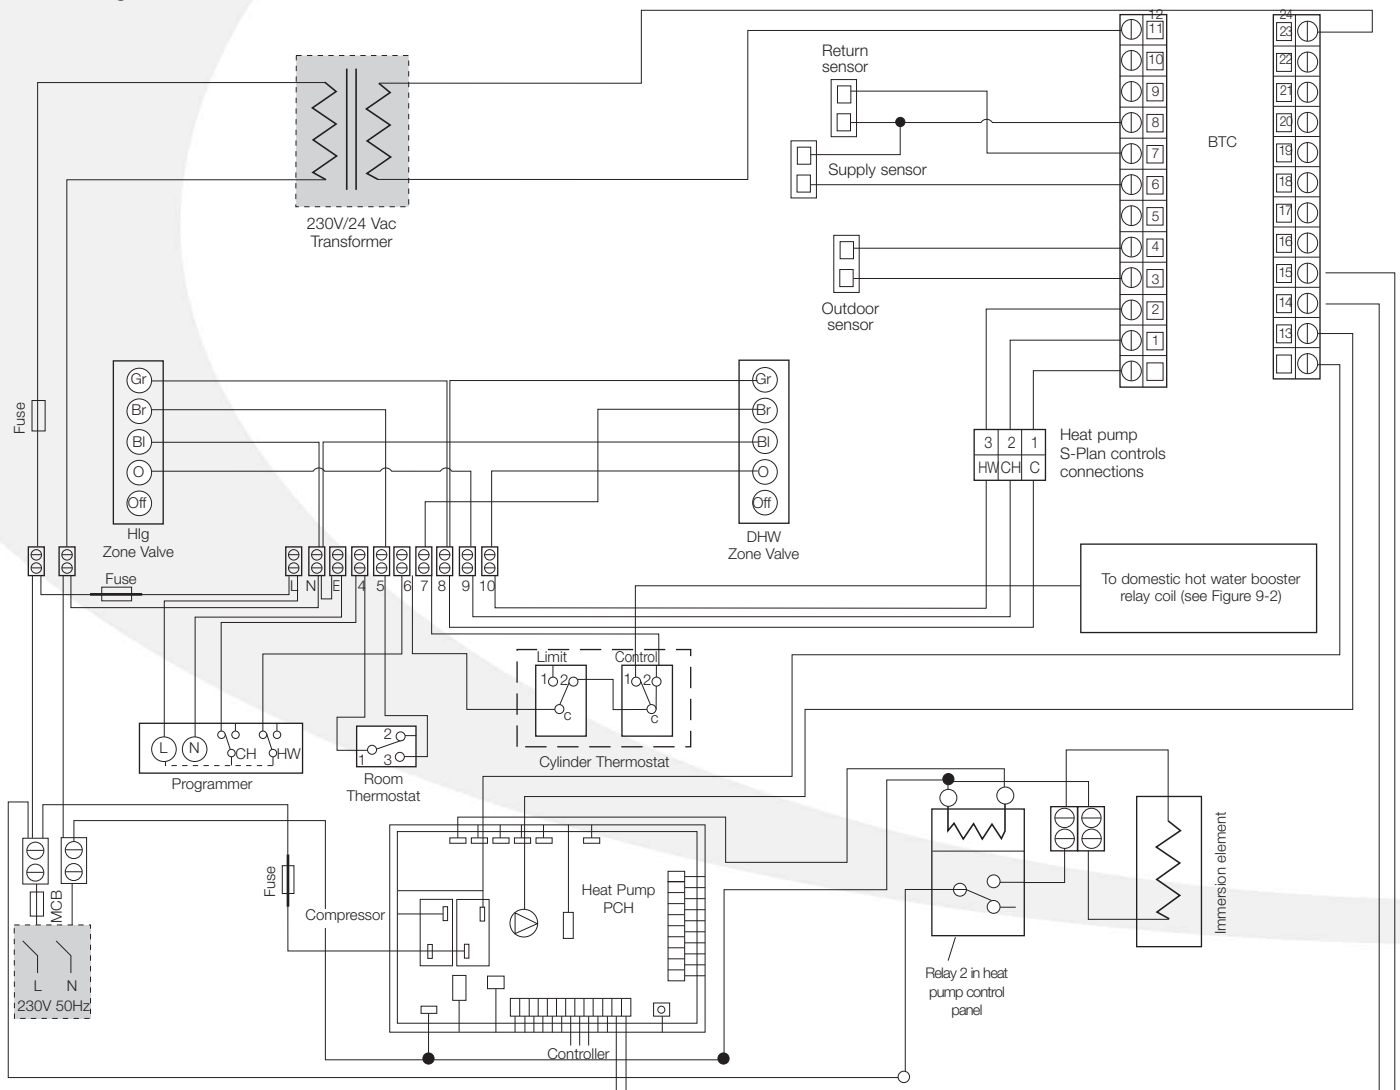 12
11
10
9
8
7
6
5
4
3
2
1
BTC
24
23
22
21
20
19
18
17
16
15
14
13
Return
sensor
Supply sensor
Outdoor
sensor
230V/24 Vac
Transformer
Fuse
Gr
Br
Bl
O
Off
Hlg
Zone Valve
Gr
Br
Bl
O
Off
DHW
Zone Valve
3 2 1
HW CH C
Heat pump
S-Plan controls
connections
Fuse
L N E 4 5 6 7 8 9 10
To domestic hot water booster
relay coil (see Figure 9-2)
Limit
1 2
C
Control
1 2
C
Cylinder Thermostat
L N CH HW
Programmer
2
1 3
Room
Thermostat
Fuse
MCB
L N
230V 50Hz
Compressor
Heat Pump
PCH
Controller
Relay 2 in heat
pump control
panel
Immersion element